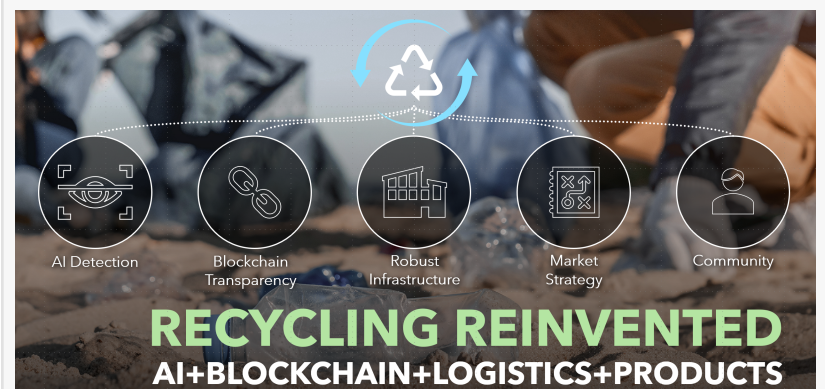 AI Detection
Blockchain
Transparency
Robust
Infrastructure
Market
Strategy
Community
RECYCLING REINVENTED
AI+BLOCKCHAIN+LOGISTICS+PRODUCTS